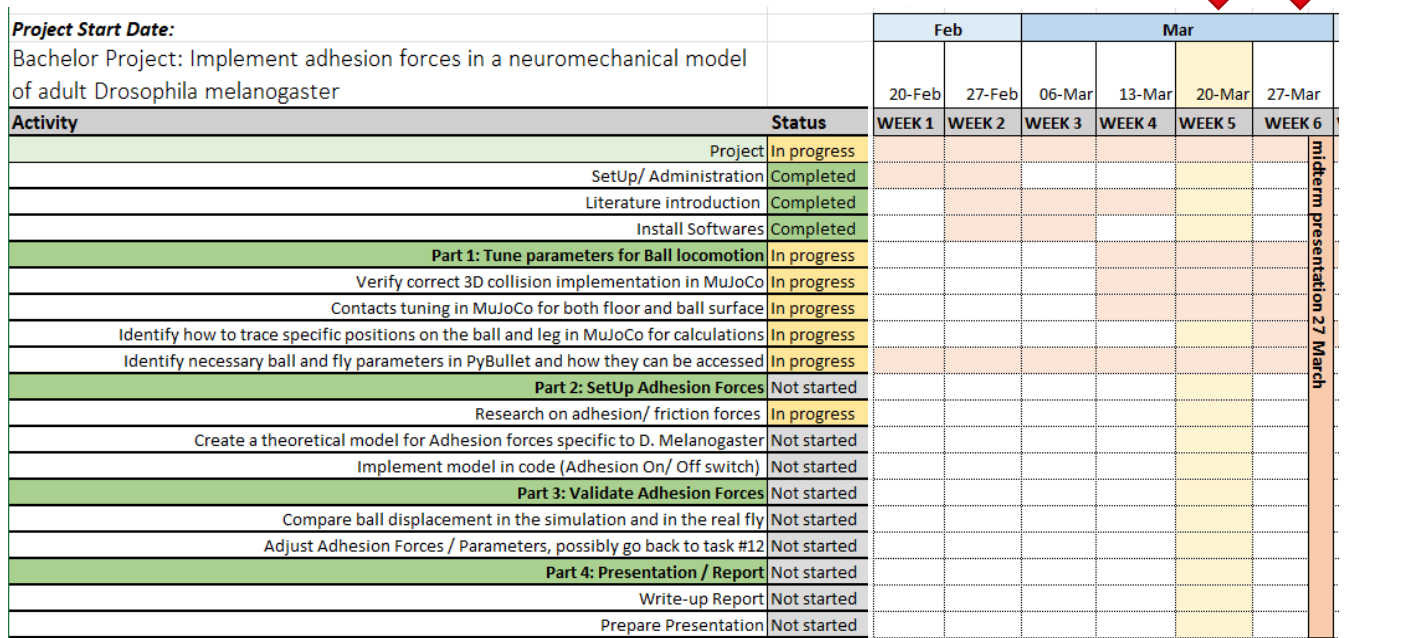 Project Start Date:
Feb Mar
Bachelor Project: Implement adhesion forces in a neuromechanical model
of adult Drosophila melanogaster
20-Feb 27-Feb 06-Mar 13-Mar 20-Mar 27-Mar
Activity Status WEEK 1 WEEK 2 WEEK 3 WEEK 4 WEEK 5 WEEK 6
Project In progress
SetUp/ Administration Completed
Literature introduction Completed
Install Softwares Completed
Part 1: Tune parameters for Ball locomotion In progress
Verify correct 3D collision implementation in MuJoCo In progress
Contacts tuning in MuJoCo for both floor and ball surface In progress
Identify how to trace specific positions on the ball and leg in MuJoCo for calculations In progress
Identify necessary ball and fly parameters in PyBullet and how they can be accessed In progress
Part 2: SetUp Adhesion Forces Not started
Research on adhesion/ friction forces In progress
Create a theoretical model for Adhesion forces specific to D. Melanogaster Not started
Implement model in code (Adhesion On/ Off switch) Not started
Part 3: Validate Adhesion Forces Not started
Compare ball displacement in the simulation and in the real fly Not started
Adjust Adhesion Forces / Parameters, possibly go back to task #12 Not started
Part 4: Presentation / Report Not started
Write-up Report Not started
Prepare Presentation Not started
midterm presentation 27 March